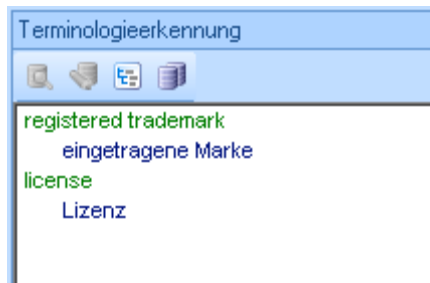 Terminologieerkennung
registered trademark
eingetragene Marke
license
Lizenz